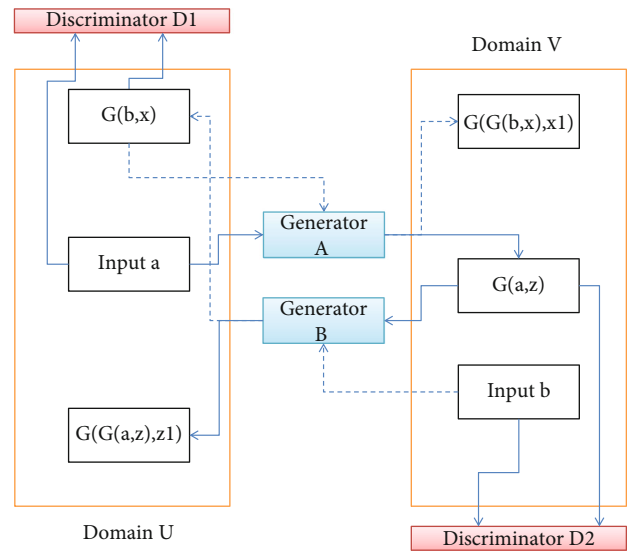 Discriminator D1
Domain V
G(b,x)
G(G(b,x),x1)
Generator
A
Input a
G(a,z)
Generator
B
Input b
G(G(a,z),z1)
Domain U
Discriminator D2